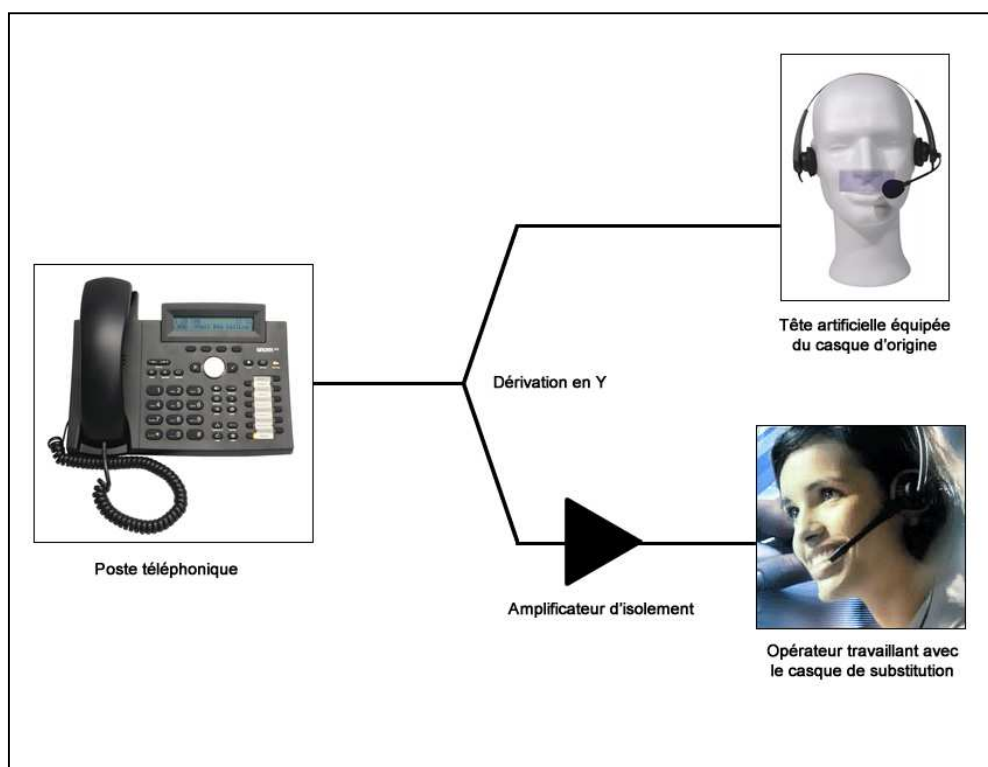 Tête artificielle équipée
du casque d'origine
Dérivation en Y
Poste téléphonique
Amplificateur d'isolement
Opérateur travaillant avec
le casque de substitution